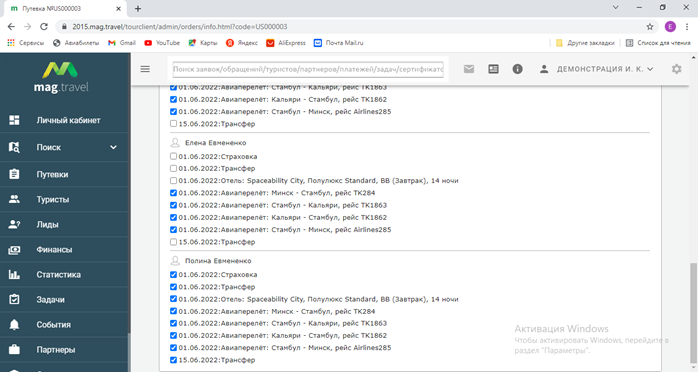 Путевка №RUS000003
2015.mag.travel/tourclient/admin/orders/info.html?code=US000003
E
Сервисы
Авиабилеты
Gmail
YouTube
Карты
Яндекс
AliExpress
Почта Mail.ru
Другие закладки
Список для чтения
mag.travel
Поиск заявок/обращений/туристов/партнеров/платежей/задач/сертификатс
ДЕМОНСТРАЦИЯ И. К.
Личный кабинет
Поиск
Путевки
Туристы
Лиды
Финансы
Статистика
Задачи
События
Партнеры
01.06.2022:Авиаперелёт: Стамбул - Кальяри, рейс TK1863
01.06.2022:Авиаперелёт: Кальяри - Стамбул, рейс TK1862
01.06.2022:Авиаперелёт: Стамбул - Минск, рейс Airlines285
15.06.2022:Трансфер
Елена Евмененко
01.06.2022:Страховка
01.06.2022:Трансфер
01.06.2022:Отель: Spaceability City, Полулюкс Standard, BB (Завтрак), 14 ночи
01.06.2022:Авиаперелёт: Минск - Стамбул, рейс TK284
01.06.2022:Авиаперелёт: Стамбул - Кальяри, рейс TK1863
01.06.2022:Авиаперелёт: Кальяри - Стамбул, рейс TK1862
01.06.2022:Авиаперелёт: Стамбул - Минск, рейс Airlines285
15.06.2022:Трансфер
Полина Евмененко
01.06.2022:Страховка
01.06.2022:Трансфер
01.06.2022:Отель: Spaceability City, Полулюкс Standard, BB (Завтрак), 14 ночи
01.06.2022:Авиаперелёт: Минск - Стамбул, рейс TK284
01.06.2022:Авиаперелёт: Стамбул - Кальяри, рейс TK1863
01.06.2022:Авиаперелёт: Кальяри - Стамбул, рейс TK1862
01.06.2022:Авиаперелёт: Стамбул - Минск, рейс Airlines285
15.06.2022:Трансфер
Активация Windows
Чтобы активировать Windows, перейдите в
раздел "Параметры".